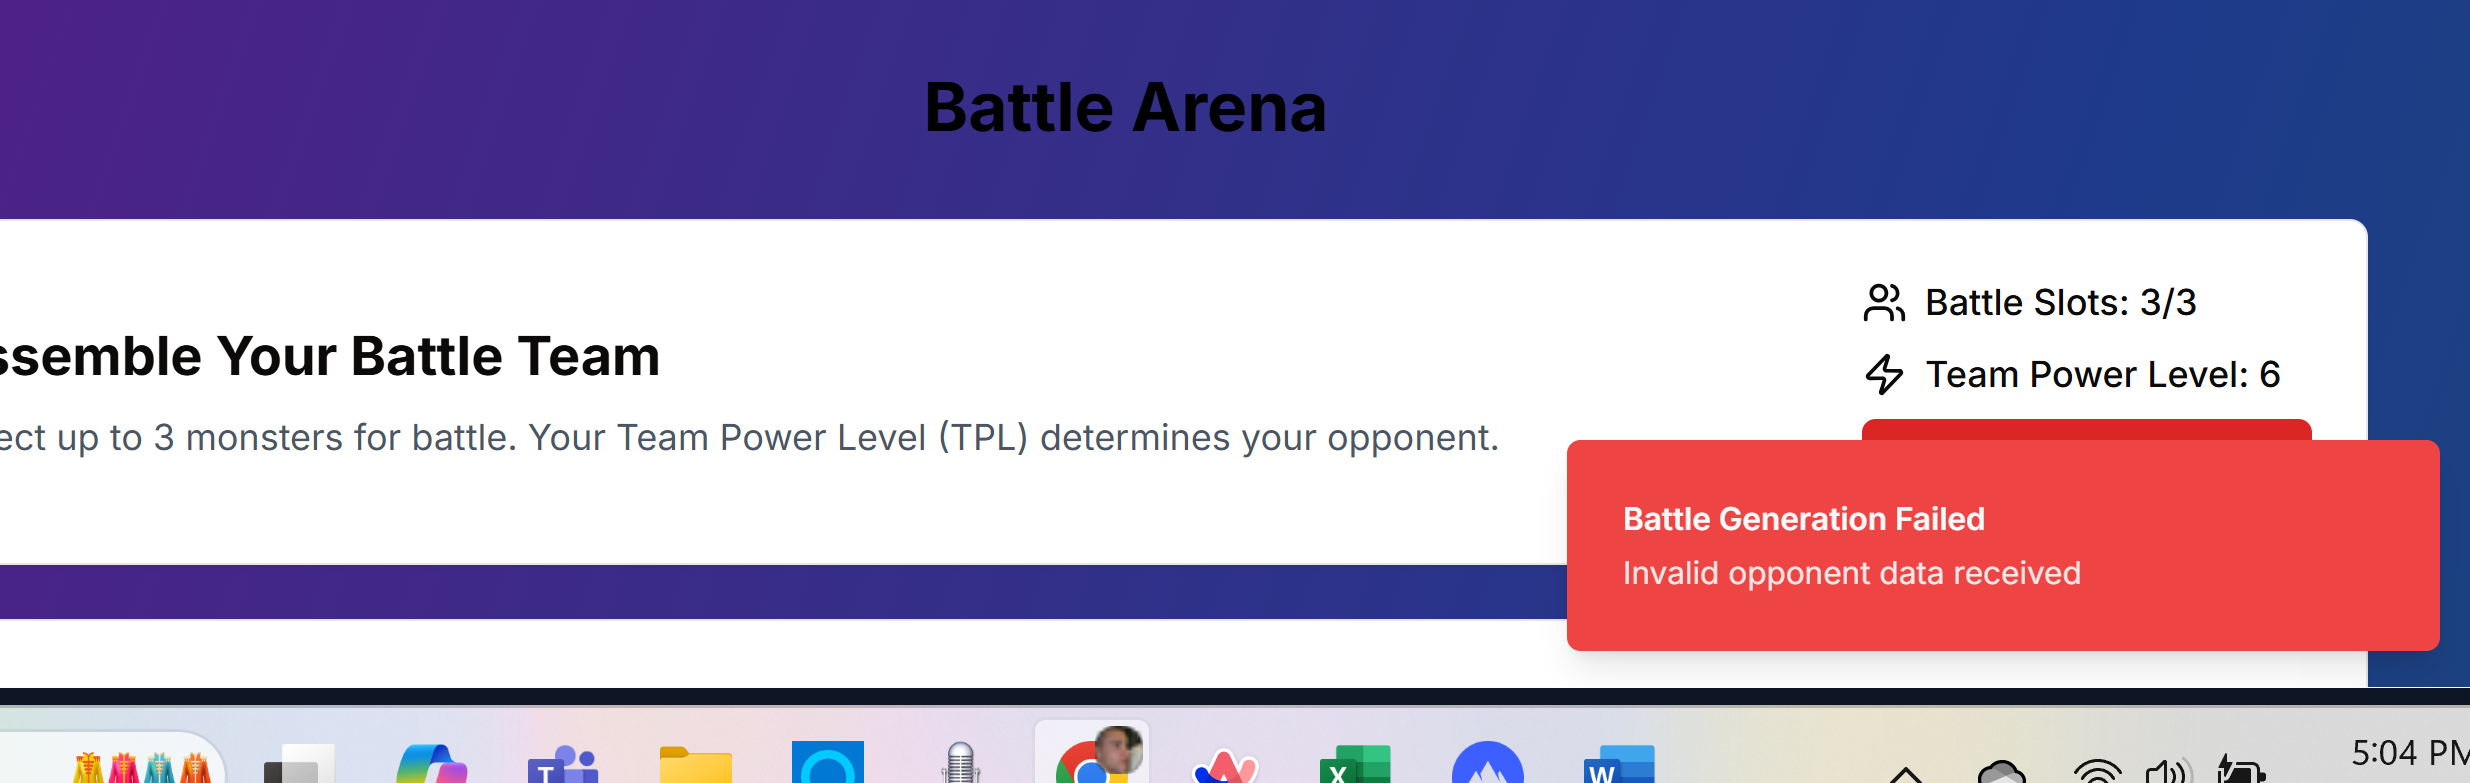 Battle Arena
Battle Slots: 3/3
ssemble Your Battle Team
Team Power Level: 6
ect up to 3 monsters for battle. Your Team Power Level (TPL) determines your opponent.
Battle Generation Failed
Invalid opponent data received
T
X
W
5:04 PM